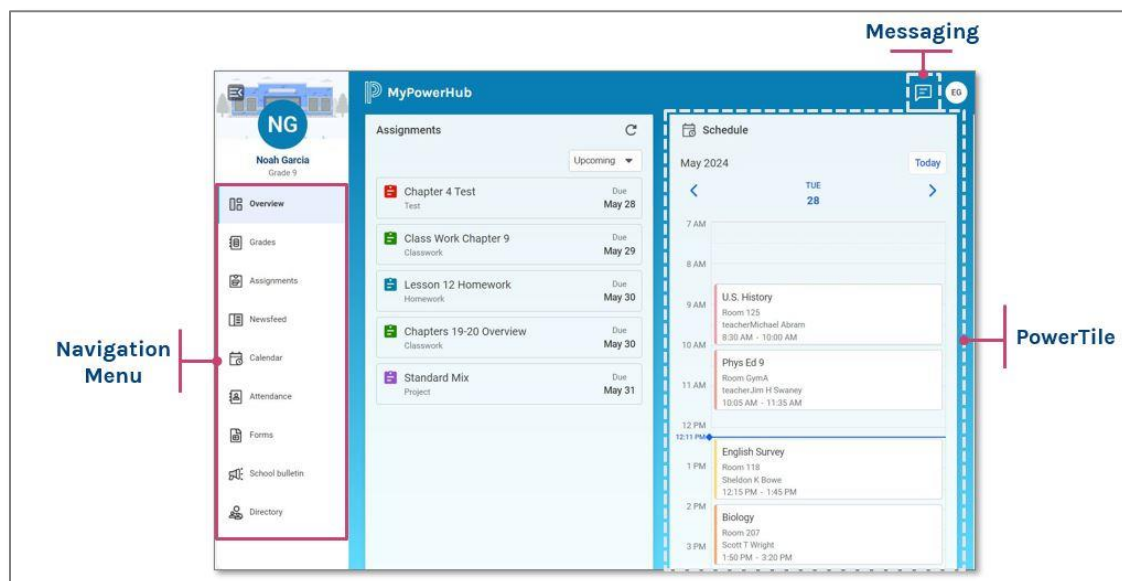 Messaging
MyPowerHub
EG
NG
Noah Garcia
Grade 9
Overview
Grades
Assignments
Newsfeed
Calendar
Attendance
Forms
School bulletin
Directory
Navigation
Menu
Assignments
Upcoming
Chapter 4 Test
Test
Due
May 28
Class Work Chapter 9
Classwork
Due
May 29
Lesson 12 Homework
Homework
Due
May 30
Chapters 19-20 Overview
Classwork
Due
May 30
Standard Mix
Project
Due
May 31
Schedule
May 2024
Today
TUE
28
7 AM
8 AM
9 AM
U.S. History
Room 125
teacherMichael Abram
8:30 AM - 10:00 AM
10 AM
Phys Ed 9
Room GymA
teacherJim H Swaney
10:05 AM - 11:35 AM
11 AM
12 PM
12:11 PM
English Survey
Room 118
Sheldon K Bowe
12:15 PM - 1:45 PM
1 PM
2 PM
Biology
Room 207
Scott T Wright
1:50 PM - 3:20 PM
3 PM
PowerTile